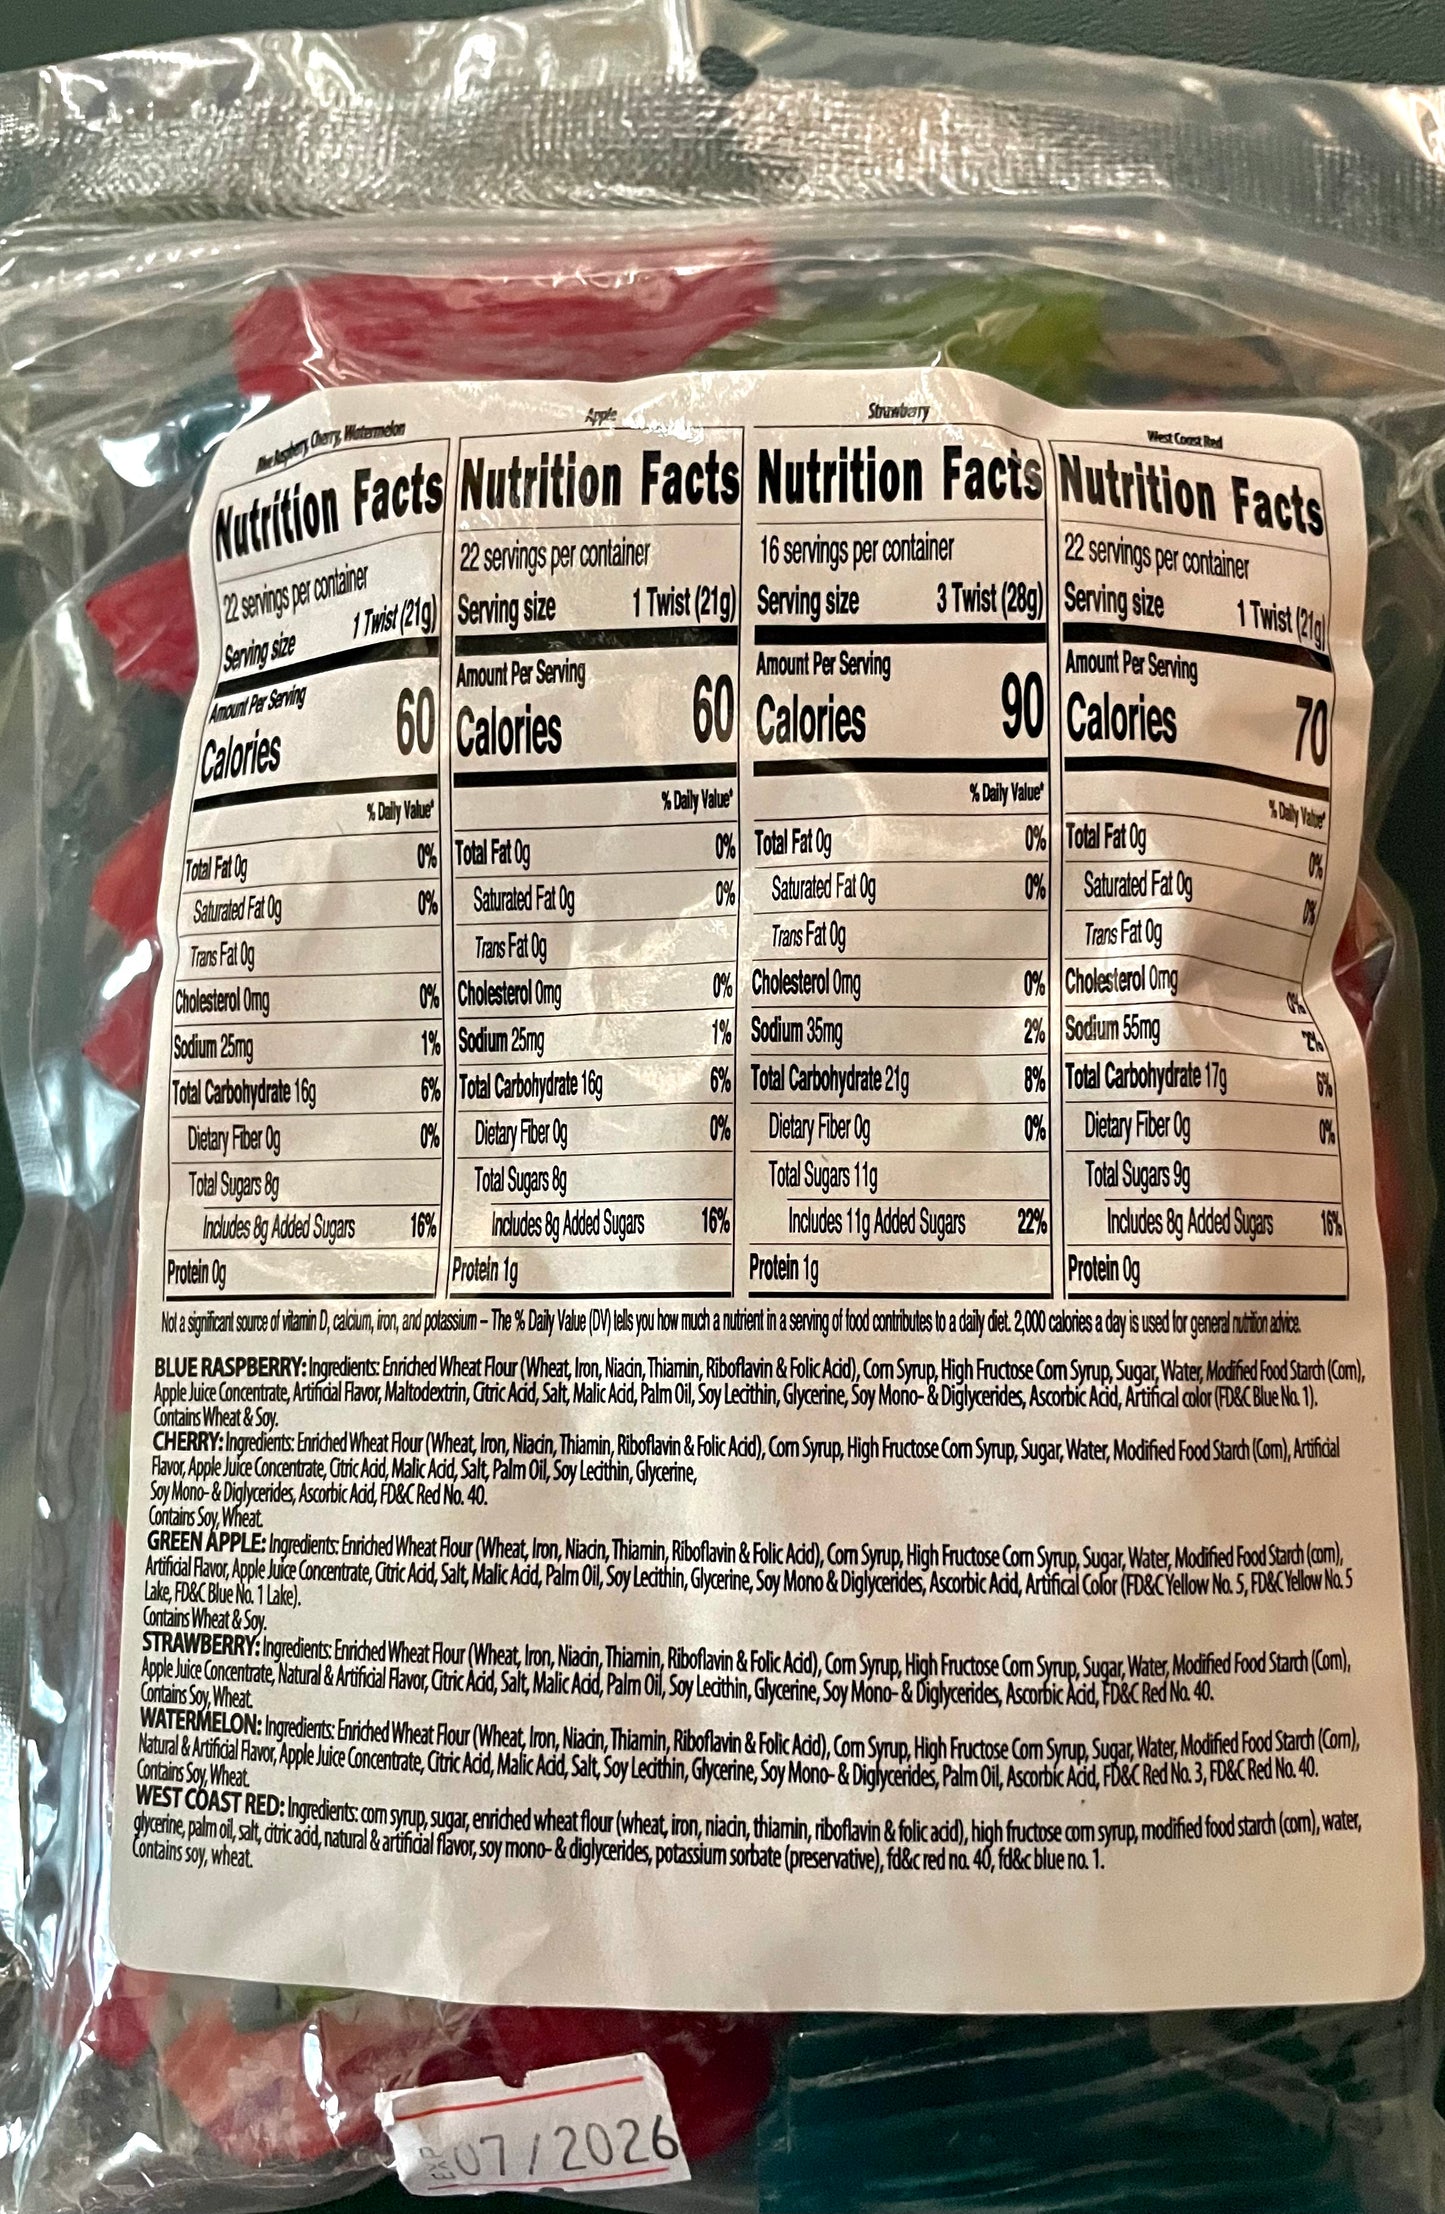 Blue Raspberry, Cherry, Watermelon
Nutrition Facts
22 servings per container
Serving size 1 Twist (21g)
Amount Per Serving
Calories 60
% Daily Value*
Total Fat 0g 0%
Saturated Fat 0g 0%
Trans Fat 0g
Cholesterol 0mg 0%
Sodium 25mg 1%
Total Carbohydrate 16g 6%
Dietary Fiber 0g 0%
Total Sugars 8g
Includes 8g Added Sugars 16%
Protein 0g
Apple
Nutrition Facts
22 servings per container
Serving size 1 Twist (21g)
Amount Per Serving
Calories 60
% Daily Value*
Total Fat 0g 0%
Saturated Fat 0g 0%
Trans Fat 0g
Cholesterol 0mg 0%
Sodium 25mg 1%
Total Carbohydrate 16g 6%
Dietary Fiber 0g 0%
Total Sugars 8g
Includes 8g Added Sugars 16%
Protein 1g
Strawberry
Nutrition Facts
16 servings per container
Serving size 3 Twist (28g)
Amount Per Serving
Calories 90
% Daily Value*
Total Fat 0g 0%
Saturated Fat 0g 0%
Trans Fat 0g
Cholesterol 0mg 0%
Sodium 35mg 2%
Total Carbohydrate 21g 8%
Dietary Fiber 0g 0%
Total Sugars 11g
Includes 11g Added Sugars 22%
Protein 1g
West Coast Red
Nutrition Facts
22 servings per container
Serving size 1 Twist (21g)
Amount Per Serving
Calories 70
% Daily Value*
Total Fat 0g 0%
Saturated Fat 0g 0%
Trans Fat 0g
Cholesterol 0mg 0%
Sodium 55mg 2%
Total Carbohydrate 17g 6%
Dietary Fiber 0g 0%
Total Sugars 9g
Includes 8g Added Sugars 16%
Protein 0g
Not a significant source of vitamin D, calcium, iron, and potassium – The % Daily Value (DV) tells you how much a nutrient in a serving of food contributes to a daily diet. 2,000 calories a day is used for general nutrition advice.
BLUE RASPBERRY: Ingredients: Enriched Wheat Flour (Wheat, Iron, Niacin, Thiamin, Riboflavin & Folic Acid), Corn Syrup, High Fructose Corn Syrup, Sugar, Water, Modified Food Starch (Corn),
Apple Juice Concentrate, Artificial Flavor, Maltodextrin, Citric Acid, Salt, Malic Acid, Palm Oil, Soy Lecithin, Glycerine, Soy Mono- & Diglycerides, Ascorbic Acid, Artifical color (FD&C Blue No. 1).
Contains Wheat & Soy.
CHERRY: Ingredients: Enriched Wheat Flour (Wheat, Iron, Niacin, Thiamin, Riboflavin & Folic Acid), Corn Syrup, High Fructose Corn Syrup, Sugar, Water, Modified Food Starch (Corn), Artificial
Flavor, Apple Juice Concentrate, Citric Acid, Malic Acid, Salt, Palm Oil, Soy Lecithin, Glycerine,
Soy Mono- & Diglycerides, Ascorbic Acid, FD&C Red No. 40.
Contains Soy, Wheat.
GREEN APPLE: Ingredients: Enriched Wheat Flour (Wheat, Iron, Niacin, Thiamin, Riboflavin & Folic Acid), Corn Syrup, High Fructose Corn Syrup, Sugar, Water, Modified Food Starch (corn),
Artificial Flavor, Apple Juice Concentrate, Citric Acid, Salt, Malic Acid, Palm Oil, Soy Lecithin, Glycerine, Soy Mono & Diglycerides, Ascorbic Acid, Artifical Color (FD&C Yellow No. 5, FD&C Yellow No. 5
Lake, FD&C Blue No. 1 Lake).
Contains Wheat & Soy.
STRAWBERRY: Ingredients: Enriched Wheat Flour (Wheat, Iron, Niacin, Thiamin, Riboflavin & Folic Acid), Corn Syrup, High Fructose Corn Syrup, Sugar, Water, Modified Food Starch (Corn),
Apple Juice Concentrate, Natural & Artificial Flavor, Citric Acid, Salt, Malic Acid, Palm Oil, Soy Lecithin, Glycerine, Soy Mono- & Diglycerides, Ascorbic Acid, FD&C Red No. 40.
Contains Soy, Wheat.
WATERMELON: Ingredients: Enriched Wheat Flour (Wheat, Iron, Niacin, Thiamin, Riboflavin & Folic Acid), Corn Syrup, High Fructose Corn Syrup, Sugar, Water, Modified Food Starch (Corn),
Natural & Artificial Flavor, Apple Juice Concentrate, Citric Acid, Malic Acid, Salt, Soy Lecithin, Glycerine, Soy Mono- & Diglycerides, Palm Oil, Ascorbic Acid, FD&C Red No. 3, FD&C Red No. 40.
Contains Soy, Wheat.
WEST COAST RED: Ingredients: corn syrup, sugar, enriched wheat flour (wheat, iron, niacin, thiamin, riboflavin & folic acid), high fructose corn syrup, modified food starch (corn), water,
glycerine, palm oil, salt, citric acid, natural & artificial flavor, soy mono- & diglycerides, potassium sorbate (preservative), fd&c red no. 40, fd&c blue no. 1.
Contains soy, wheat.
EXP 07/2026